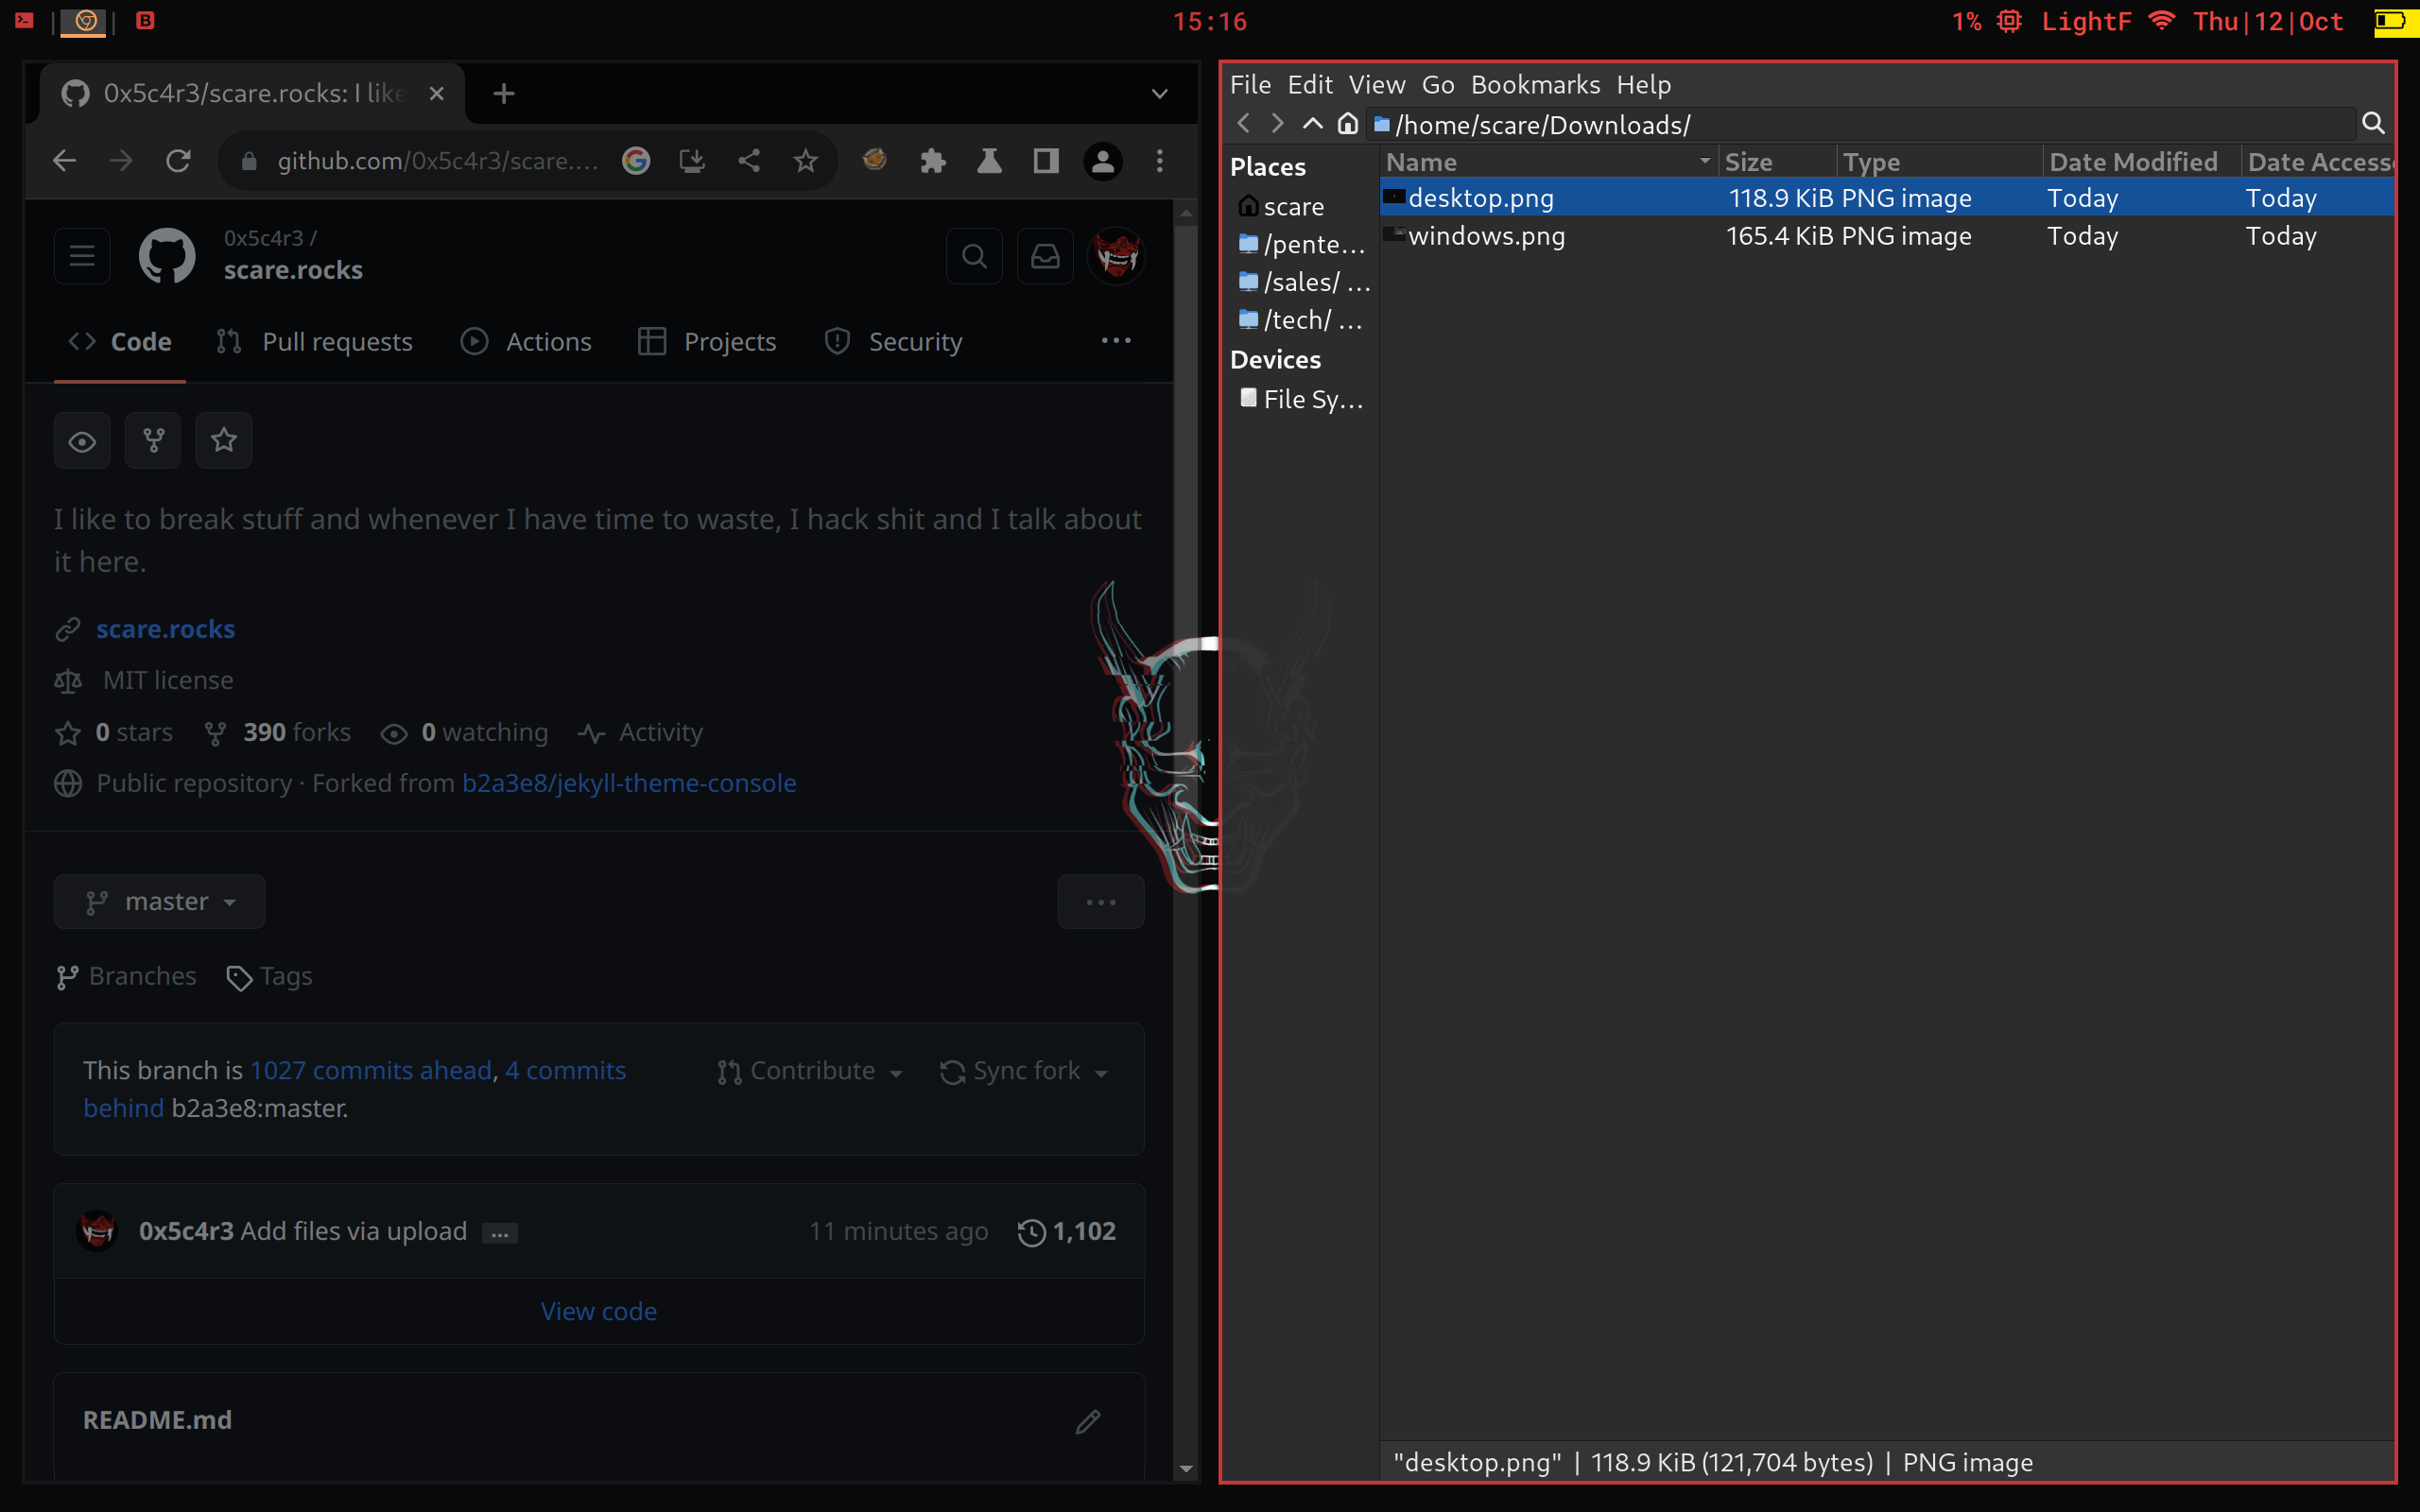 B
15:16
1% LightF Thu|12|Oct
0x5c4r3/scare.rocks: I like
github.com/0x5c4r3/scare....
0x5c4r3 /
scare.rocks
Code Pull requests Actions Projects Security ...
I like to break stuff and whenever I have time to waste, I hack shit and I talk about
it here.
scare.rocks
MIT license
0 stars 390 forks 0 watching Activity
Public repository · Forked from b2a3e8/jekyll-theme-console
master ...
Branches Tags
This branch is 1027 commits ahead, 4 commits
behind b2a3e8:master.
Contribute Sync fork
0x5c4r3 Add files via upload ... 11 minutes ago 1,102
View code
README.md
File Edit View Go Bookmarks Help
/home/scare/Downloads/
Places
scare
/pente...
/sales/ ...
/tech/ ...
Devices
File Sy...
Name Size Type Date Modified Date Access
desktop.png 118.9 KiB PNG image Today Today
windows.png 165.4 KiB PNG image Today Today
"desktop.png" | 118.9 KiB (121,704 bytes) | PNG image